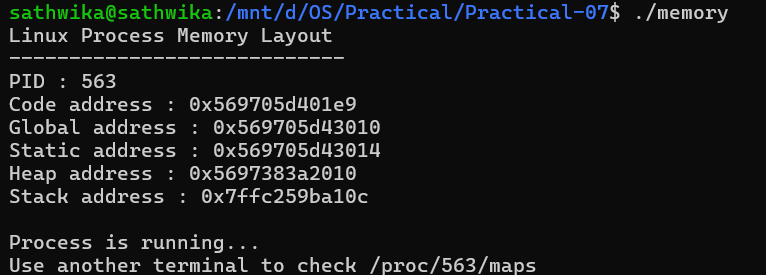 sathwika@sathwika:/mnt/d/OS/Practical/Practical-07$ ./memory
Linux Process Memory Layout
----------------------------
PID : 563
Code address : 0x569705d401e9
Global address : 0x569705d43010
Static address : 0x569705d43014
Heap address : 0x5697383a2010
Stack address : 0x7ffc259ba10c

Process is running...
Use another terminal to check /proc/563/maps